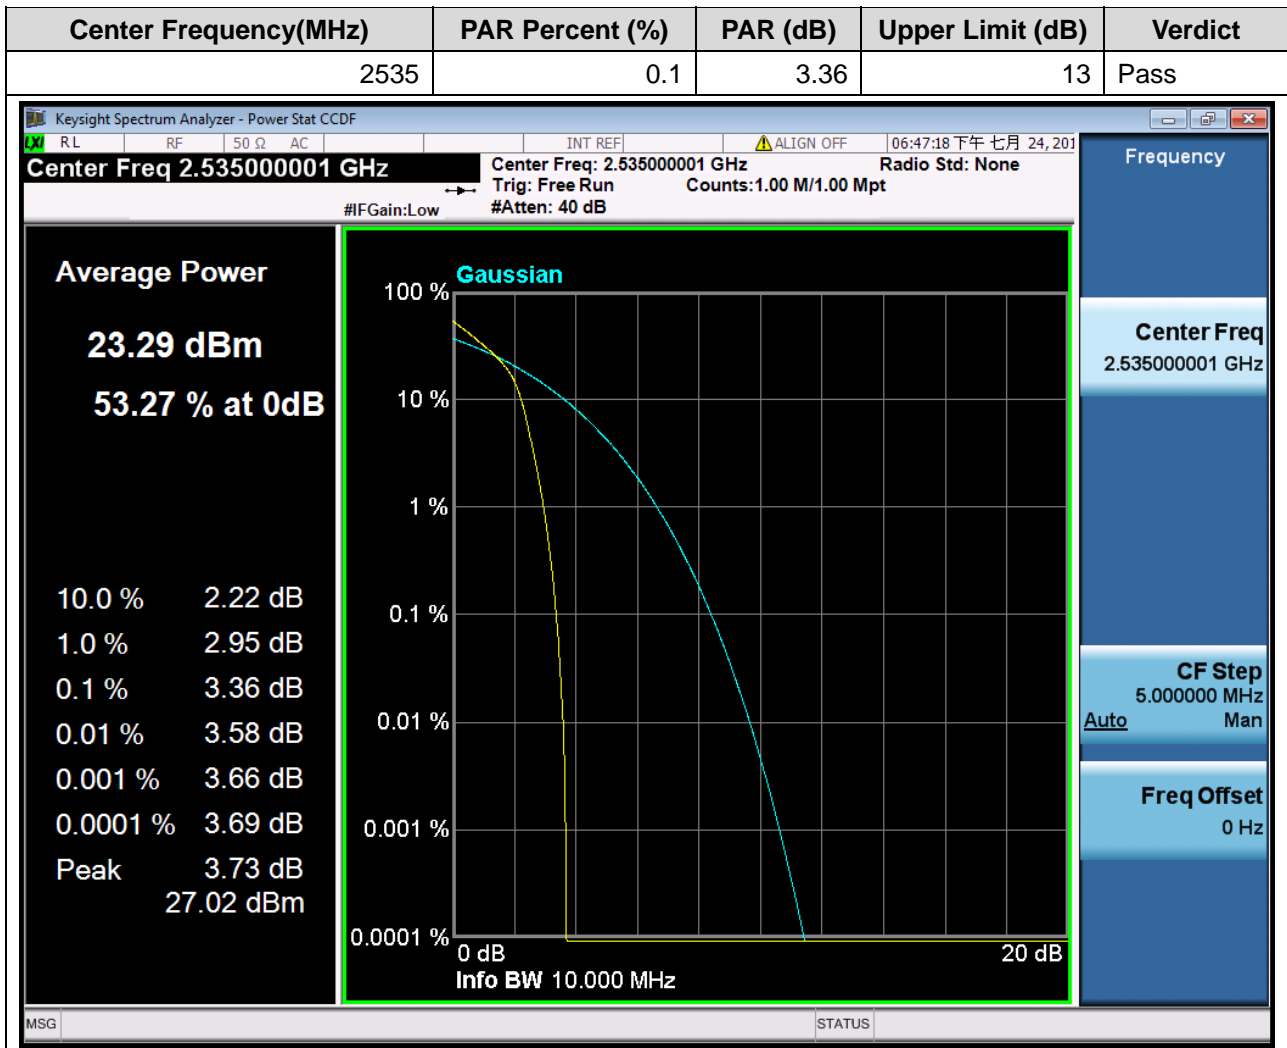 Center Frequency(MHz) PAR Percent (%) PAR (dB) Upper Limit (dB) Verdict
2535 0.1 3.36 13 Pass
Keysight Spectrum Analyzer - Power Stat CCDF
LXI RL RF 50 Ω AC INT REF ALIGN OFF 06:47:18 下午 七月 24, 201
Center Freq 2.535000001 GHz
#IFGain:Low
Center Freq: 2.535000001 GHz Radio Std: None
Trig: Free Run Counts:1.00 M/1.00 Mpt
#Atten: 40 dB
Average Power
23.29 dBm
53.27 % at 0dB
10.0 % 2.22 dB
1.0 % 2.95 dB
0.1 % 3.36 dB
0.01 % 3.58 dB
0.001 % 3.66 dB
0.0001 % 3.69 dB
Peak 3.73 dB
27.02 dBm
Gaussian
100 %
10 %
1 %
0.1 %
0.01 %
0.001 %
0.0001 %
0 dB 20 dB
Info BW 10.000 MHz
Frequency
Center Freq
2.535000001 GHz
CF Step
5.000000 MHz
Auto Man
Freq Offset
0 Hz
MSG STATUS